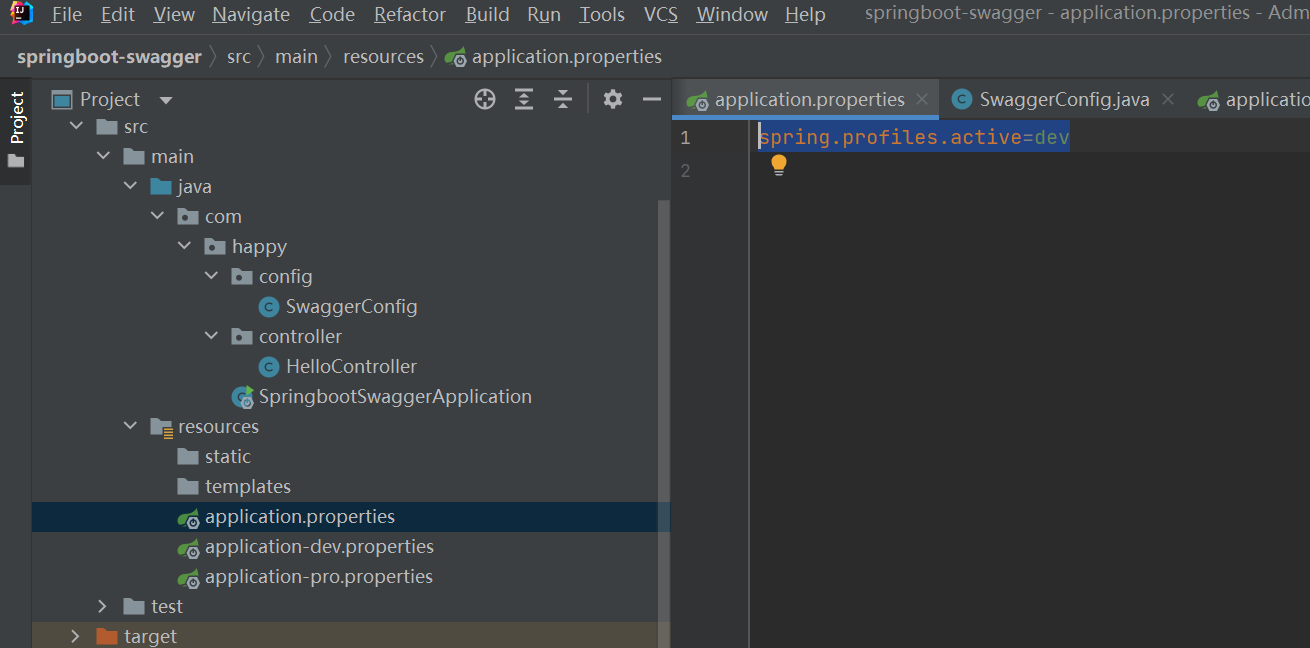 File Edit View Navigate Code Refactor Build Run Tools VCS Window Help springboot-swagger - application.properties - Adm
springboot-swagger src main resources application.properties
Project
Project
application.properties SwaggerConfig.java applicatio
src
main
java
com
happy
config
SwaggerConfig
controller
HelloController
SpringbootSwaggerApplication
resources
static
templates
application.properties
application-dev.properties
application-pro.properties
test
target
1 spring.profiles.active=dev
2